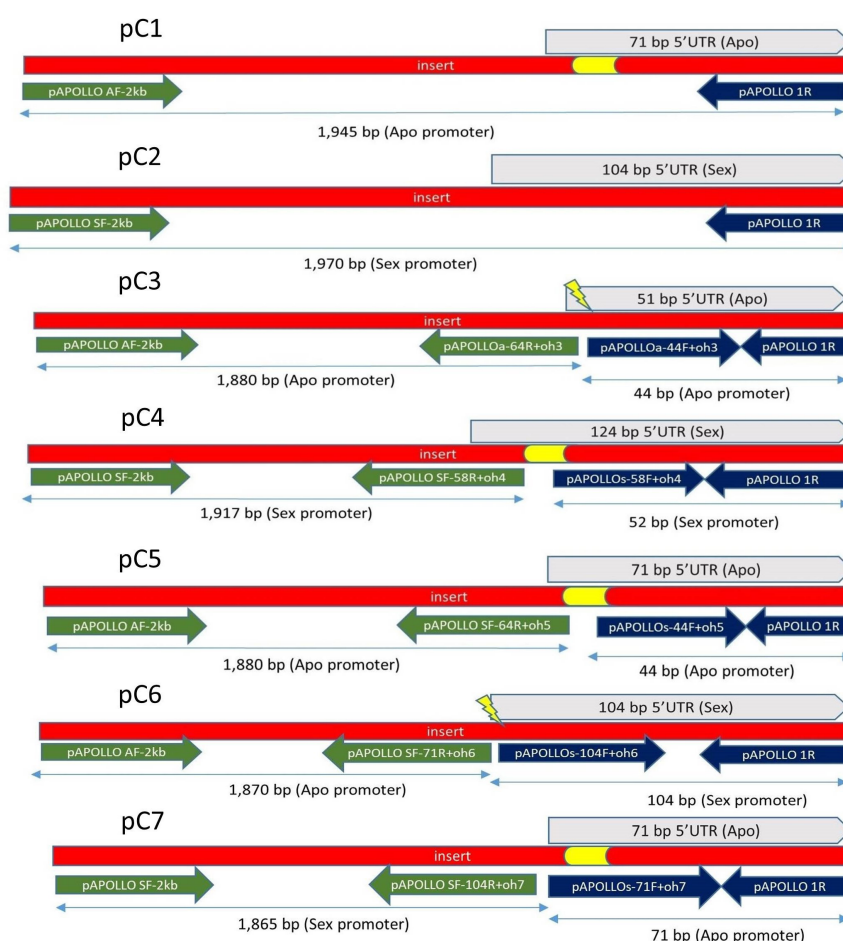 pC1
71 bp 5’UTR (Apo)
insert
pAPOLLO AF-2kb
pAPOLLO 1R
1,945 bp (Apo promoter)
pC2
104 bp 5’UTR (Sex)
insert
pAPOLLO SF-2kb
pAPOLLO 1R
1,970 bp (Sex promoter)
pC3
51 bp 5’UTR (Apo)
insert
pAPOLLO AF-2kb
pAPOLLOa-64R+oh3
pAPOLLOa-44F+oh3
pAPOLLO 1R
1,880 bp (Apo promoter)
44 bp (Apo promoter)
pC4
124 bp 5’UTR (Sex)
insert
pAPOLLO SF-2kb
pAPOLLO SF-58R+oh4
pAPOLLOs-58F+oh4
pAPOLLO 1R
1,917 bp (Sex promoter)
52 bp (Sex promoter)
pC5
71 bp 5’UTR (Apo)
insert
pAPOLLO AF-2kb
pAPOLLO SF-64R+oh5
pAPOLLOs-44F+oh5
pAPOLLO 1R
1,880 bp (Apo promoter)
44 bp (Apo promoter)
pC6
104 bp 5’UTR (Sex)
insert
pAPOLLO AF-2kb
pAPOLLO SF-71R+oh6
pAPOLLOs-104F+oh6
pAPOLLO 1R
1,870 bp (Apo promoter)
104 bp (Sex promoter)
pC7
71 bp 5’UTR (Apo)
insert
pAPOLLO SF-2kb
pAPOLLO SF-104R+oh7
pAPOLLOs-71F+oh7
pAPOLLO 1R
1,865 bp (Sex promoter)
71 bp (Apo promoter)